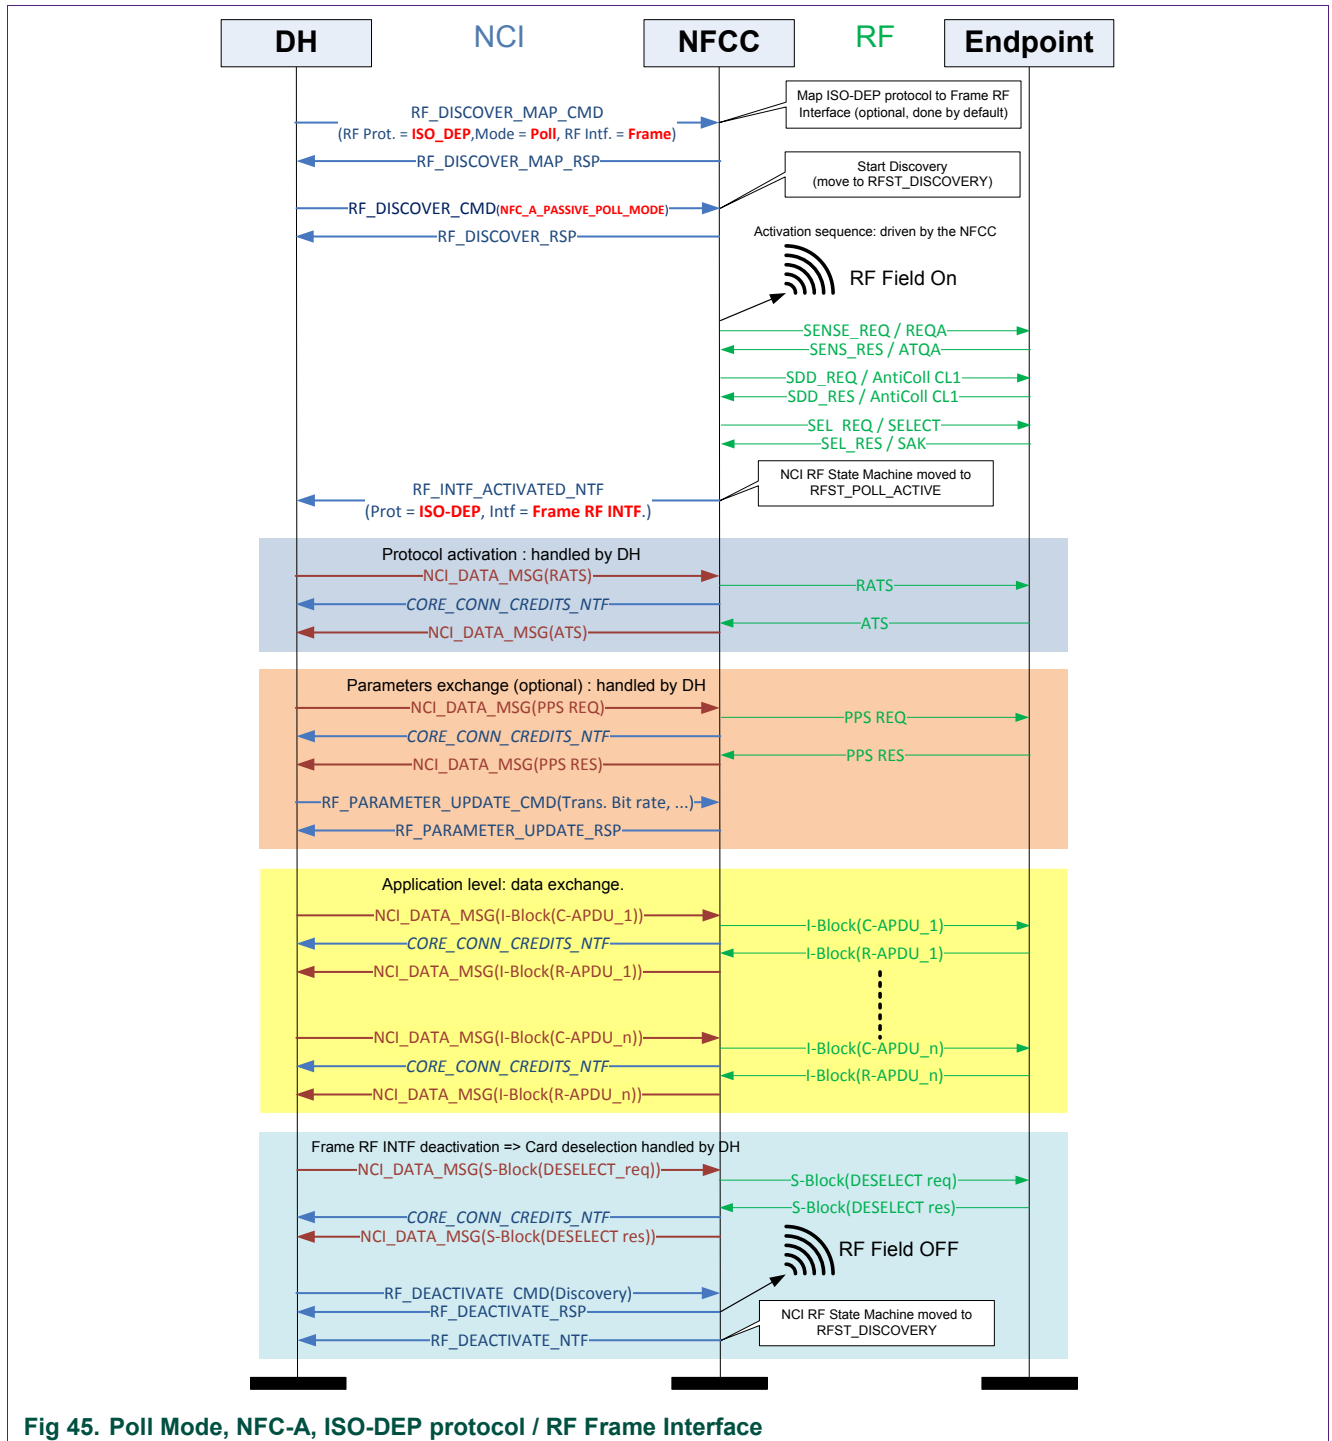 DH
NCI
NFCC
RF
Endpoint
RF_DISCOVER_MAP_CMD
(RF Prot. = ISO_DEP,Mode = Poll, RF Intf. = Frame)
Map ISO-DEP protocol to Frame RF
Interface (optional, done by default)
RF_DISCOVER_MAP_RSP
Start Discovery
(move to RFST_DISCOVERY)
RF_DISCOVER_CMD(NFC_A_PASSIVE_POLL_MODE)
RF_DISCOVER_RSP
Activation sequence: driven by the NFCC
RF Field On
SENSE_REQ / REQA
SENS_RES / ATQA
SDD_REQ / AntiColl CL1
SDD_RES / AntiColl CL1
SEL_REQ / SELECT
SEL_RES / SAK
NCI RF State Machine moved to
RFST_POLL_ACTIVE
RF_INTF_ACTIVATED_NTF
(Prot = ISO-DEP, Intf = Frame RF INTF.)
Protocol activation : handled by DH
NCI_DATA_MSG(RATS)
RATS
CORE_CONN_CREDITS_NTF
ATS
NCI_DATA_MSG(ATS)
Parameters exchange (optional) : handled by DH
NCI_DATA_MSG(PPS REQ)
PPS REQ
CORE_CONN_CREDITS_NTF
PPS RES
NCI_DATA_MSG(PPS RES)
RF_PARAMETER_UPDATE_CMD(Trans. Bit rate, ...)
RF_PARAMETER_UPDATE_RSP
Application level: data exchange.
NCI_DATA_MSG(I-Block(C-APDU_1))
I-Block(C-APDU_1)
CORE_CONN_CREDITS_NTF
I-Block(R-APDU_1)
NCI_DATA_MSG(I-Block(R-APDU_1))
NCI_DATA_MSG(I-Block(C-APDU_n))
I-Block(C-APDU_n)
CORE_CONN_CREDITS_NTF
I-Block(R-APDU_n)
NCI_DATA_MSG(I-Block(R-APDU_n))
Frame RF INTF deactivation => Card deselection handled by DH
NCI_DATA_MSG(S-Block(DESELECT_req))
S-Block(DESELECT req)
S-Block(DESELECT res)
CORE_CONN_CREDITS_NTF
NCI_DATA_MSG(S-Block(DESELECT res))
RF Field OFF
RF_DEACTIVATE_CMD(Discovery)
RF_DEACTIVATE_RSP
NCI RF State Machine moved to
RFST_DISCOVERY
RF_DEACTIVATE_NTF
Fig 45. Poll Mode, NFC-A, ISO-DEP protocol / RF Frame Interface